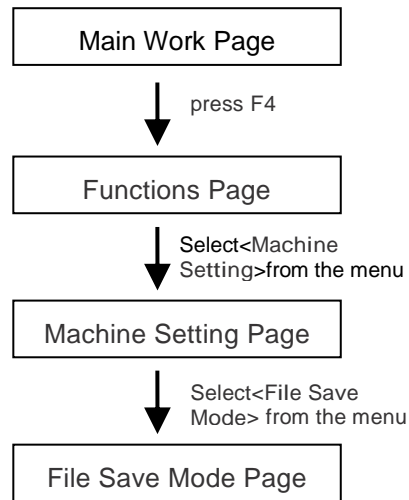 Main Work Page
press F4
Functions Page
Select<Machine
Setting>from the menu
Machine Setting Page
Select<File Save
Mode> from the menu
File Save Mode Page